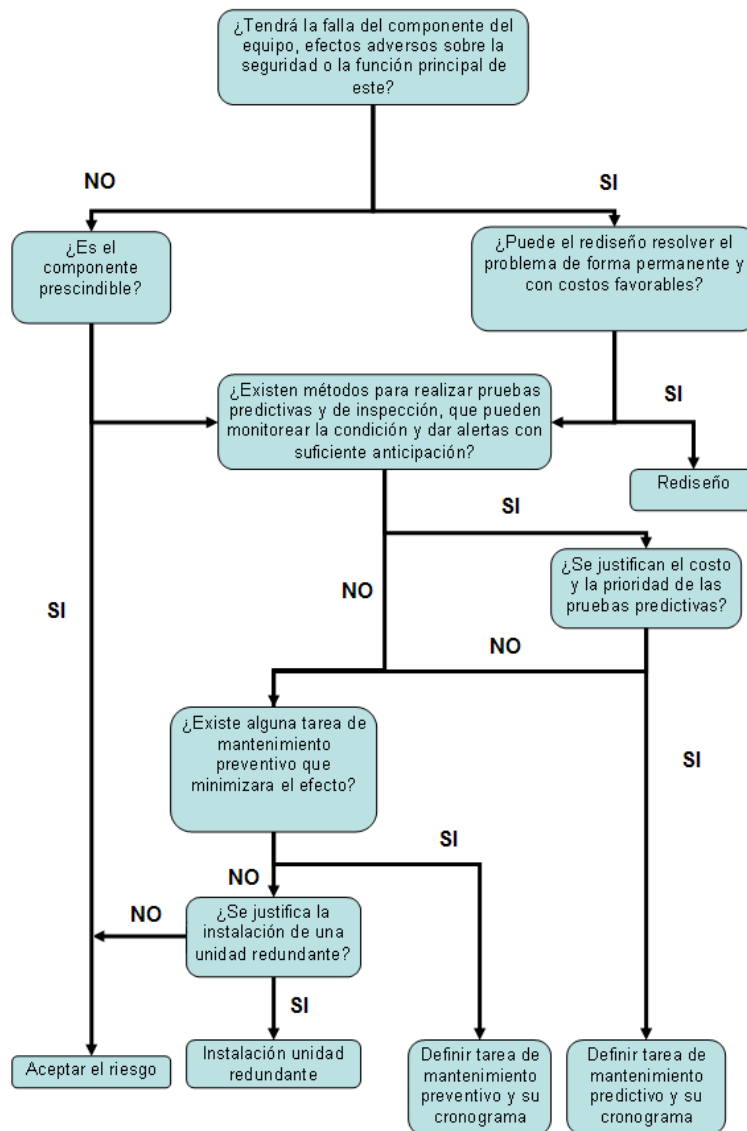 ¿Tendrá la falla del componente del
equipo, efectos adversos sobre la
seguridad o la función principal de
este?
NO
SI
¿Es el
componente
prescindible?
¿Puede el rediseño resolver el
problema de forma permanente y
con costos favorables?
¿Existen métodos para realizar pruebas
predictivas y de inspección, que pueden
monitorear la condición y dar alertas con
suficiente anticipación?
SI
Rediseño
SI
¿Se justifican el costo
y la prioridad de las
pruebas predictivas?
NO
SI
NO
¿Existe alguna tarea de
mantenimiento
preventivo que
minimizara el efecto?
SI
SI
NO
NO
¿Se justifica la
instalación de una
unidad redundante?
SI
Aceptar el riesgo
Instalación unidad
redundante
Definir tarea de
mantenimiento
preventivo y su
cronograma
Definir tarea de
mantenimiento
predictivo y su
cronograma